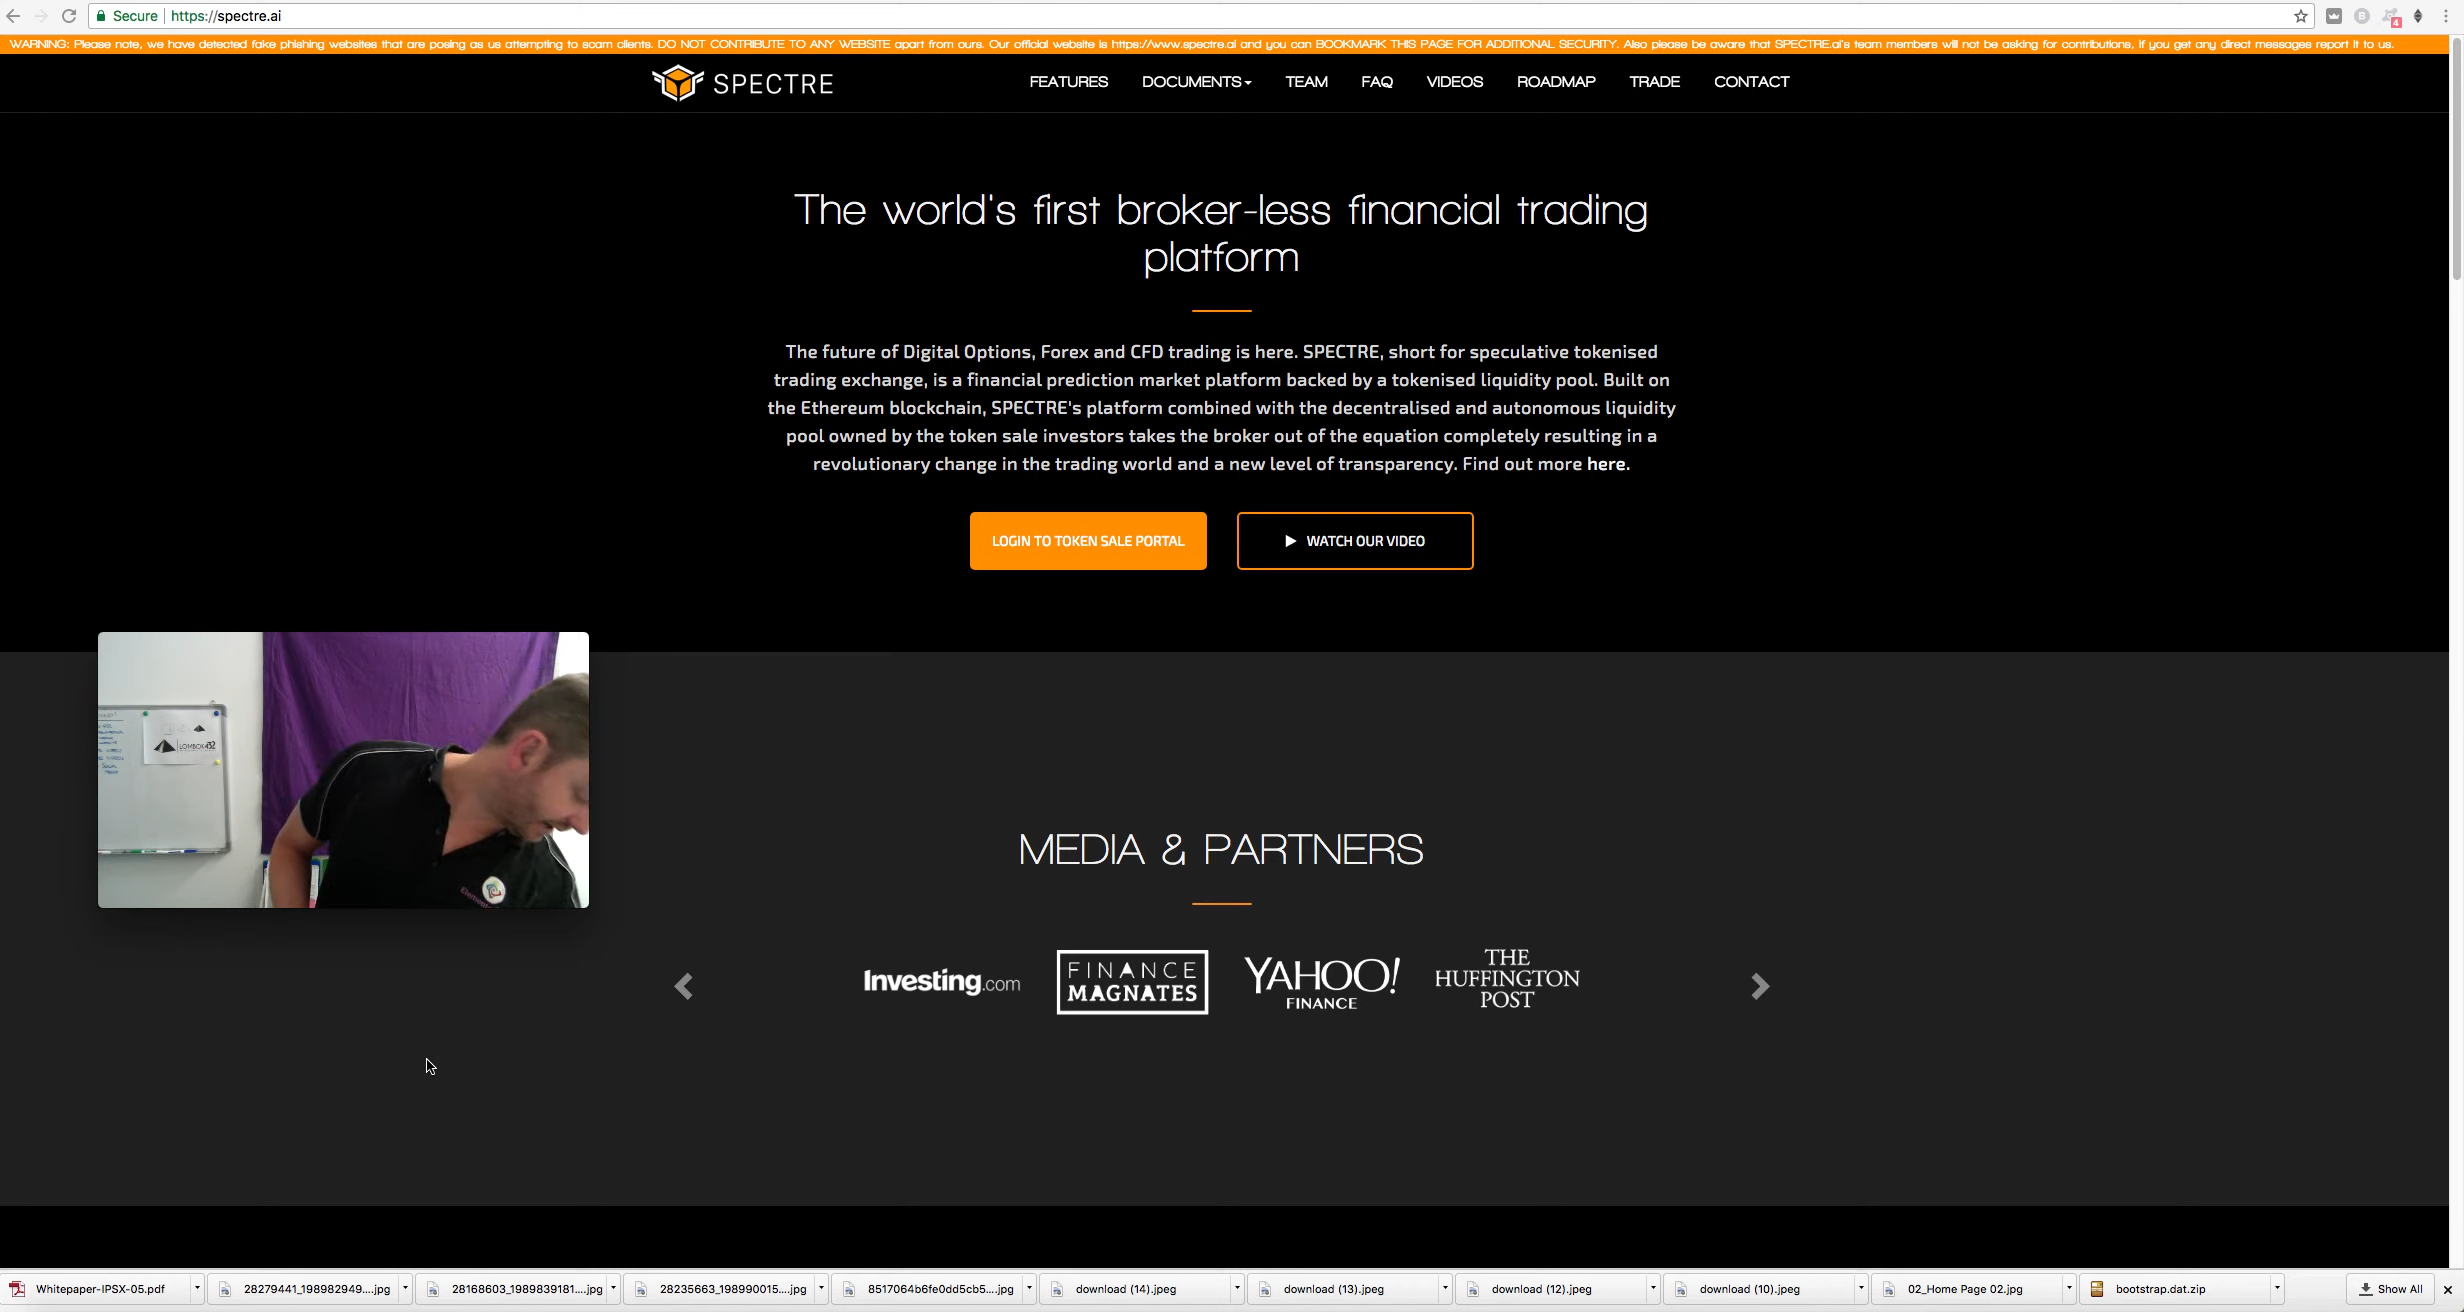 Secure https://spectre.ai
4
WARNING: Please note, we have detected fake phishing websites that are posing as us attempting to scam clients. DO NOT CONTRIBUTE TO ANY WEBSITE apart from ours. Our official website is https://www.spectre.ai and you can BOOKMARK THIS PAGE FOR ADDITIONAL SECURITY. Also please be aware that SPECTRE.ai's team members will not be asking for contributions, if you get any direct messages report it to us.
SPECTRE FEATURES DOCUMENTS TEAM FAQ VIDEOS ROADMAP TRADE CONTACT
The world's first broker-less financial trading
platform
The future of Digital Options, Forex and CFD trading is here. SPECTRE, short for speculative tokenised
trading exchange, is a financial prediction market platform backed by a tokenised liquidity pool. Built on
the Ethereum blockchain, SPECTRE's platform combined with the decentralised and autonomous liquidity
pool owned by the token sale investors takes the broker out of the equation completely resulting in a
revolutionary change in the trading world and a new level of transparency. Find out more here.
LOGIN TO TOKEN SALE PORTAL WATCH OUR VIDEO
LOMBOK432
MEDIA & PARTNERS
Investing.com
FINANCE
MAGNATES
YAHOO!
FINANCE
THE
HUFFINGTON
POST
Whitepaper-IPSX-05.pdf 28279441_198982949....jpg 28168603_1989839181....jpg 28235663_198990015....jpg 8517064b6fe0dd5cb5....jpg download (14).jpeg download (13).jpeg download (12).jpeg download (10).jpeg 02_Home Page 02.jpg bootstrap.dat.zip Show All